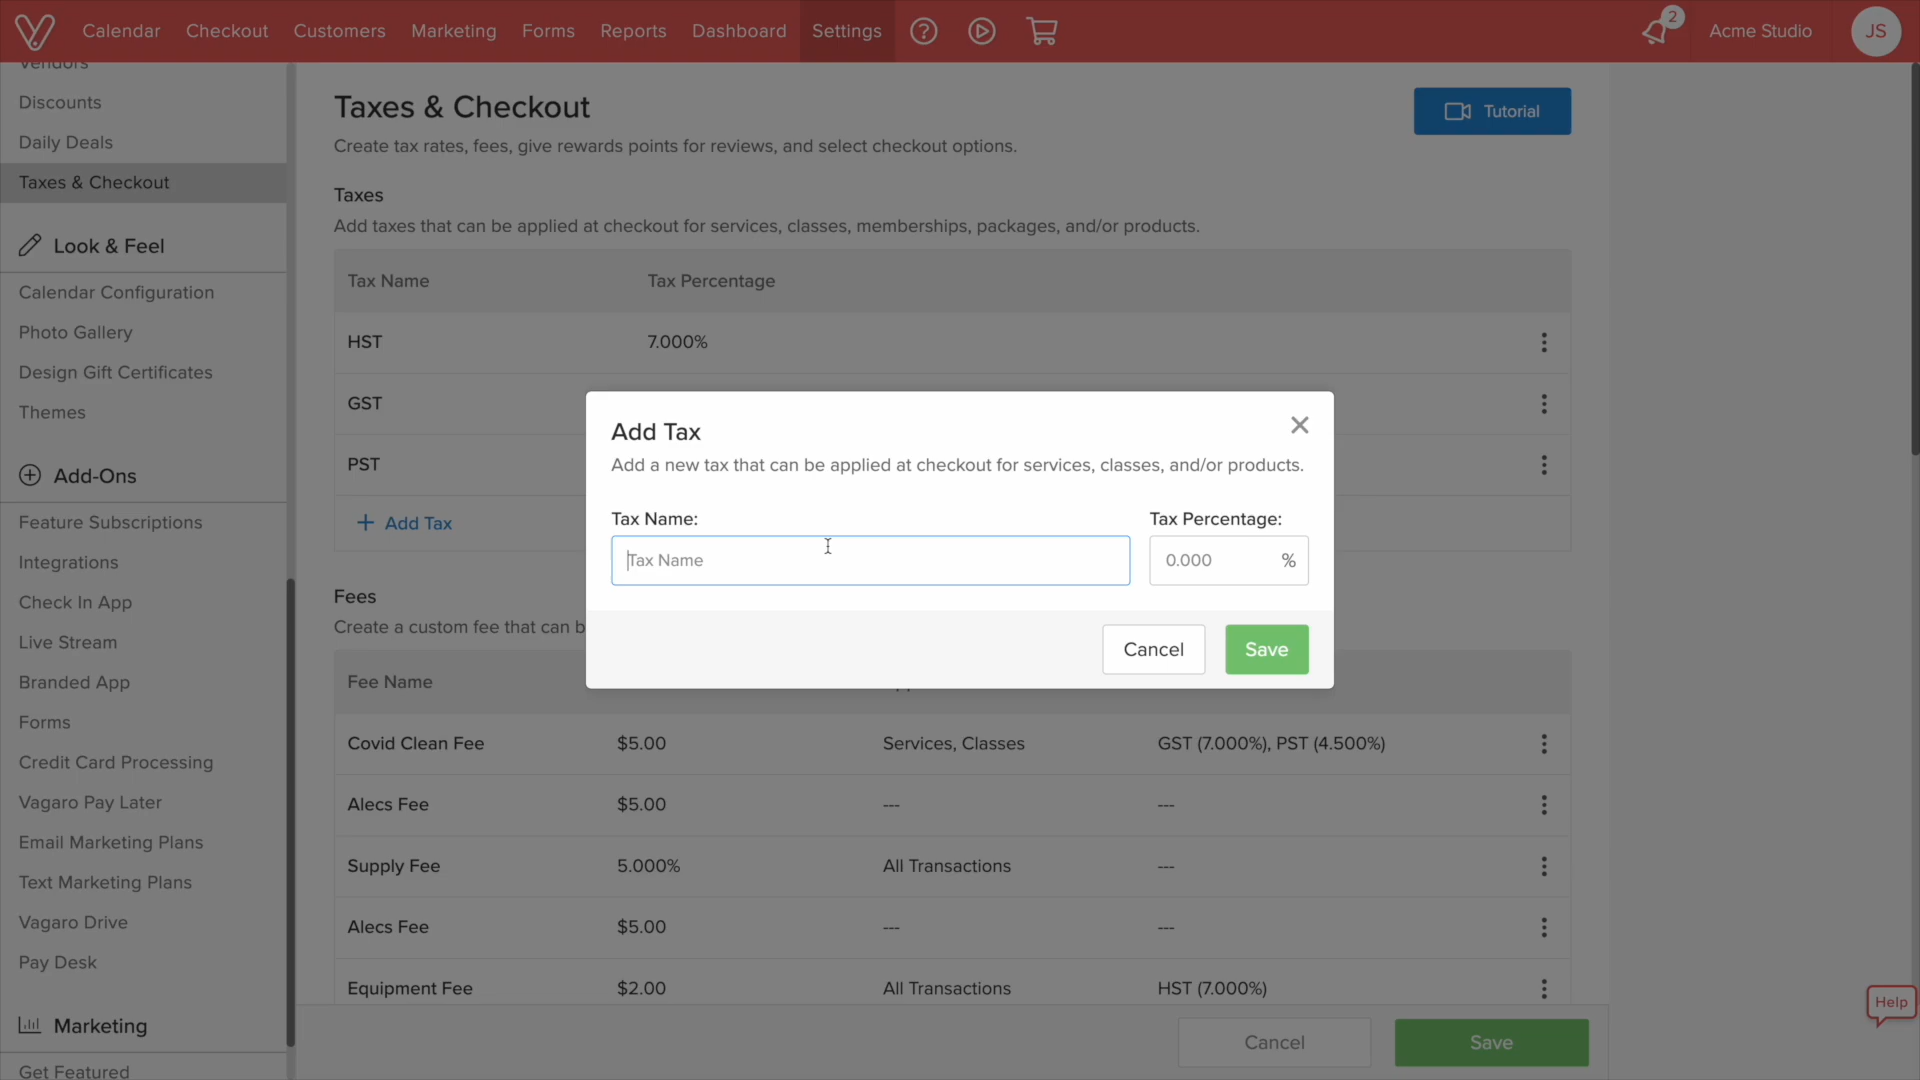 Calendar
Checkout
Customers
Marketing
Forms
Reports
Dashboard
Settings
2
Acme Studio
JS
Vendors
Discounts
Daily Deals
Taxes & Checkout
Look & Feel
Calendar Configuration
Photo Gallery
Design Gift Certificates
Themes
Add-Ons
Feature Subscriptions
Integrations
Check In App
Live Stream
Branded App
Forms
Credit Card Processing
Vagaro Pay Later
Email Marketing Plans
Text Marketing Plans
Vagaro Drive
Pay Desk
Marketing
Get Featured
Taxes & Checkout
Tutorial
Create tax rates, fees, give rewards points for reviews, and select checkout options.
Taxes
Add taxes that can be applied at checkout for services, classes, memberships, packages, and/or products.
Tax Name Tax Percentage
HST 7.000%
GST
PST
+ Add Tax
Add Tax
Add a new tax that can be applied at checkout for services, classes, and/or products.
Tax Name: Tax Percentage:
Tax Name 0.000 %
Cancel Save
Fees
Create a custom fee that can b
Fee Name
Covid Clean Fee $5.00 Services, Classes GST (7.000%), PST (4.500%)
Alecs Fee $5.00 --- ---
Supply Fee 5.000% All Transactions ---
Alecs Fee $5.00 --- ---
Equipment Fee $2.00 All Transactions HST (7.000%)
Cancel Save
Help